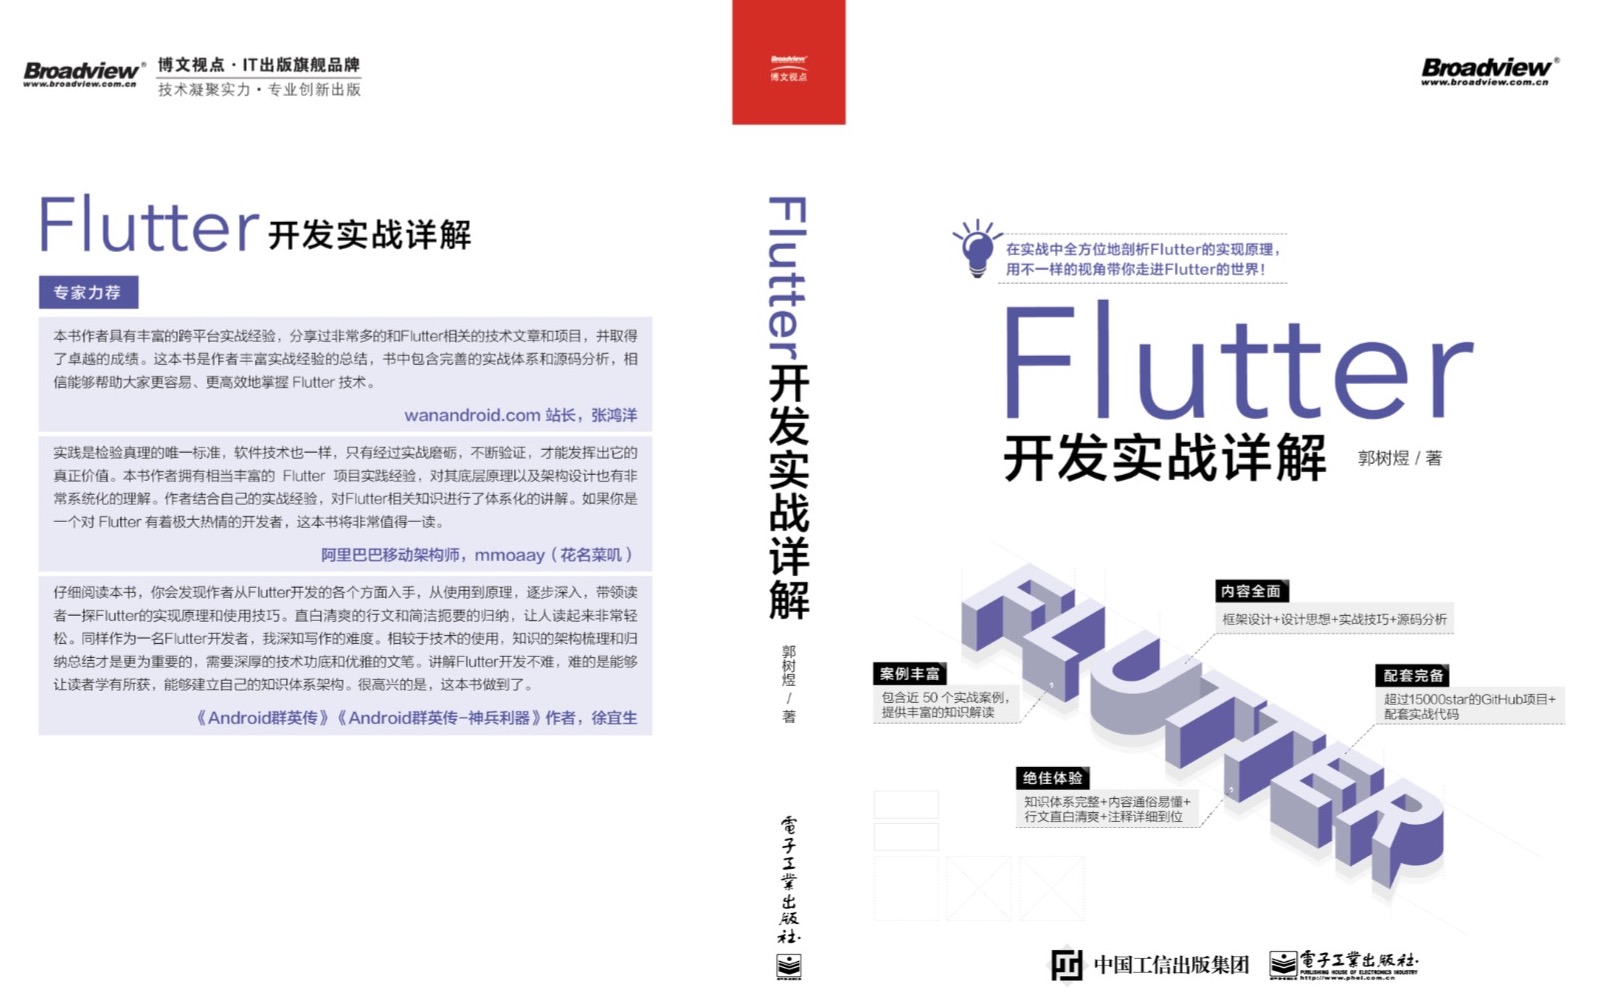 Broadview®
www.broadview.com.cn
博文视点·IT出版旗舰品牌
技术凝聚实力·专业创新出版
Flutter 开发实战详解
专家力荐
本书作者具有丰富的跨平台实战经验，分享过非常多的和Flutter相关的技术文章和项目，并取得
了卓越的成绩。这本书是作者丰富实战经验的总结，书中包含完善的实战体系和源码分析，相
信能够帮助大家更容易、更高效地掌握 Flutter 技术。
wanandroid.com 站长，张鸿洋
实践是检验真理的唯一标准，软件技术也一样，只有经过实战磨砺，不断验证，才能发挥出它的
真正价值。本书作者拥有相当丰富的 Flutter 项目实践经验，对其底层原理以及架构设计也有非
常系统化的理解。作者结合自己的实战经验，对Flutter相关知识进行了体系化的讲解。如果你是
一个对 Flutter 有着极大热情的开发者，这本书将非常值得一读。
阿里巴巴移动架构师，mmoaay（花名菜叽）
仔细阅读本书，你会发现作者从Flutter开发的各个方面入手，从使用到原理，逐步深入，带领读
者一探Flutter的实现原理和使用技巧。直白清爽的行文和简洁扼要的归纳，让人读起来非常轻
松。同样作为一名Flutter开发者，我深知写作的难度。相较于技术的使用，知识的架构梳理和归
纳总结才是更为重要的，需要深厚的技术功底和优雅的文笔。讲解Flutter开发不难，难的是能够
让读者学有所获，能够建立自己的知识体系架构。很高兴的是，这本书做到了。
《Android群英传》《Android群英传-神兵利器》作者，徐宜生
Broadview®
博文视点
Flutter开发实战详解
郭树煜/著
電子工業出版社·
Broadview®
www.broadview.com.cn
在实战中全方位地剖析Flutter的实现原理，
用不一样的视角带你走进Flutter的世界！
Flutter
开发实战详解 郭树煜 / 著
FLUTTER
内容全面
框架设计+设计思想+实战技巧+源码分析
案例丰富
包含近 50 个实战案例，
提供丰富的知识解读
配套完备
超过15000star的GitHub项目+
配套实战代码
绝佳体验
知识体系完整+内容通俗易懂+
行文直白清爽+注释详细到位
中国工信出版集团
電子工業出版社·
PUBLISHING HOUSE OF ELECTRONICS INDUSTRY
http://www.phei.com.cn